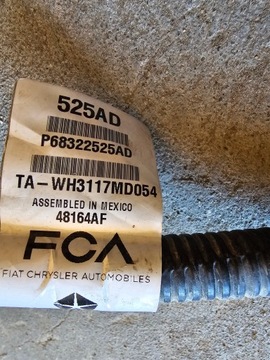 525AD
P68322525AD
TA-WH3117MD054
ASSEMBLED IN MEXICO
48164AF
FCA
FIAT CHRYSLER AUTOMOBILES